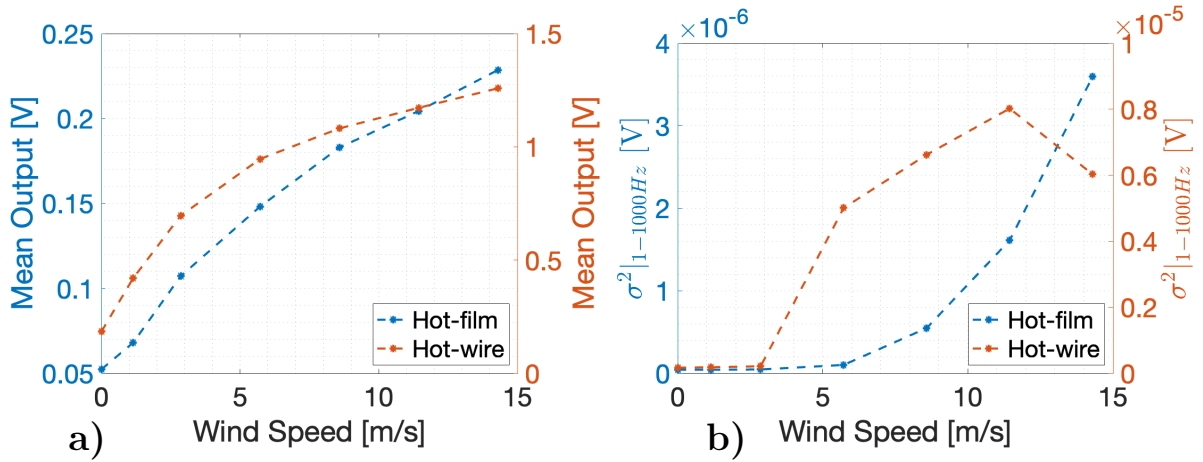 0.25
0.2
0.15
0.1
0.05
Mean Output [V]
1.5
1
0.5
0
Mean Output [V]
0
5
10
15
Wind Speed [m/s]
Hot-film
Hot-wire
a)
×10⁻⁶
4
3
2
1
0
σ²|₁₋₁₀₀₀Hz [V]
×10⁻⁵
1
0.8
0.6
0.4
0.2
0
σ²|₁₋₁₀₀₀Hz [V]
0
5
10
15
Wind Speed [m/s]
Hot-film
Hot-wire
b)